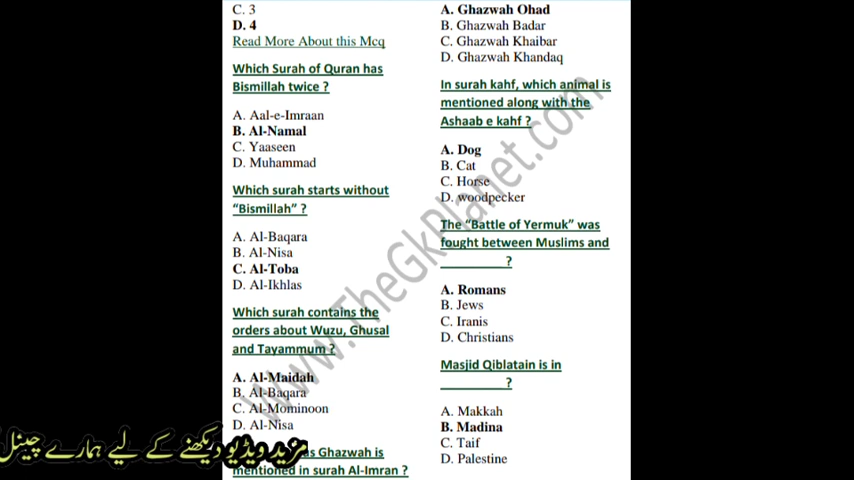 C. 3
D. 4
Read More About this Mcq
Which Surah of Quran has
Bismillah twice ?
A. Aal-e-Imraan
B. Al-Namal
C. Yaaseen
D. Muhammad
Which surah starts without
“Bismillah” ?
A. Al-Baqara
B. Al-Nisa
C. Al-Toba
D. Al-Ikhlas
Which surah contains the
orders about Wuzu, Ghusal
and Tayammum ?
A. Al-Maidah
B. Al-Baqara
C. Al-Mominoon
D. Al-Nisa
as Ghazwah is
mentioned in surah Al-Imran ?
A. Ghazwah Ohad
B. Ghazwah Badar
C. Ghazwah Khaibar
D. Ghazwah Khandaq
In surah kahf, which animal is
mentioned along with the
Ashaab e kahf ?
A. Dog
B. Cat
C. Horse
D. woodpecker
The “Battle of Yermuk” was
fought between Muslims and
__________ ?
A. Romans
B. Jews
C. Iranis
D. Christians
Masjid Qiblatain is in
__________ ?
A. Makkah
B. Madina
C. Taif
D. Palestine
www.TheGkPlanet.com
مزید ویڈیو دیکھنے کے لیے ہمارے چینل